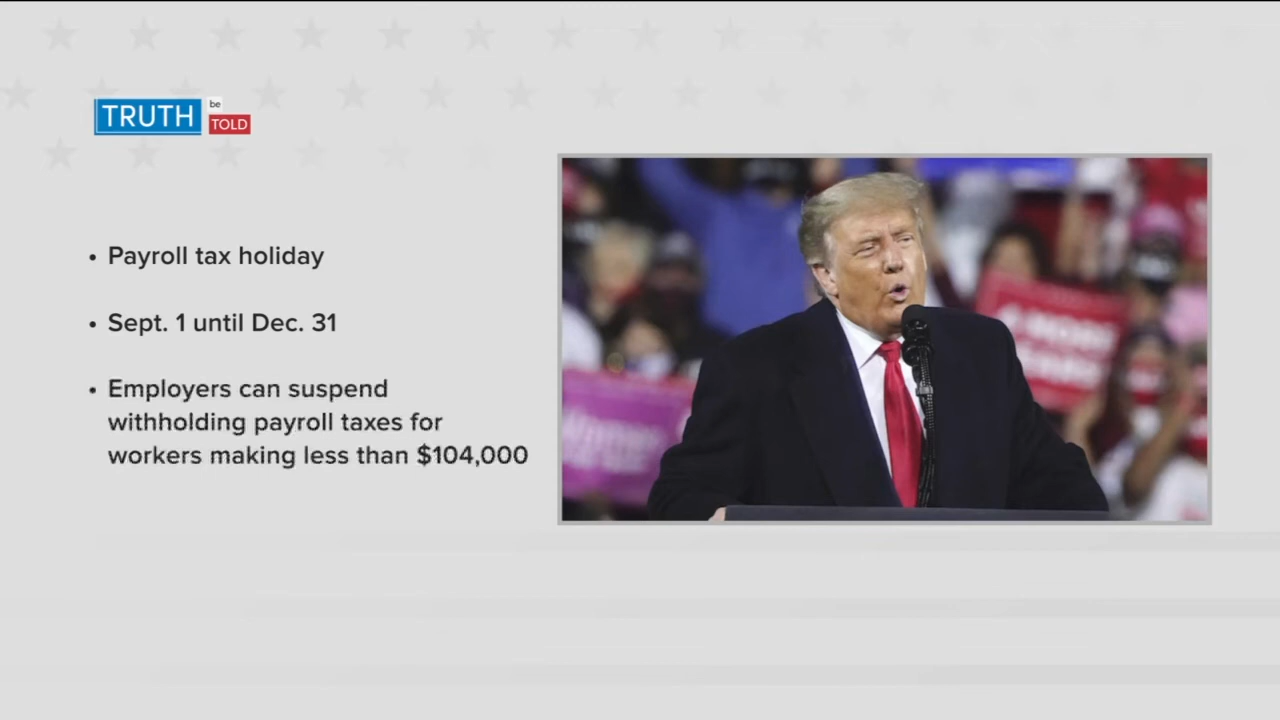 TRUTH be TOLD
• Payroll tax holiday
• Sept. 1 until Dec. 31
• Employers can suspend
withholding payroll taxes for
workers making less than $104,000
MORE